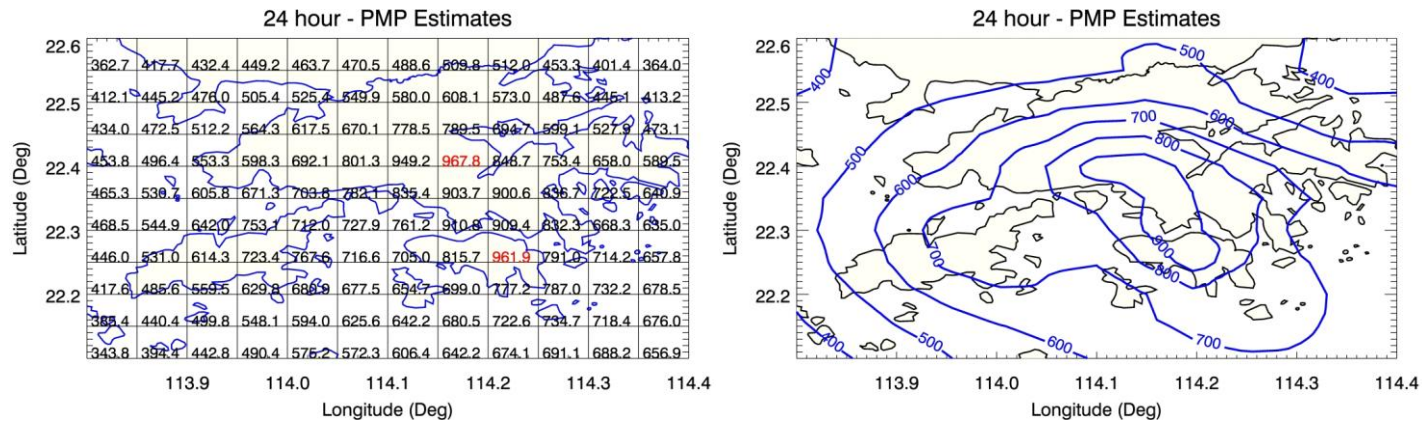 24 hour - PMP Estimates
22.6
22.5
22.4
22.3
22.2
Latitude (Deg)
362.7 417.7 432.4 449.2 463.7 470.5 488.6 509.8 512.0 453.3 401.4 364.0
412.1 445.2 476.0 505.4 525.4 549.9 580.0 608.1 573.0 487.6 445.1 413.2
434.0 472.5 512.2 564.3 617.5 670.1 778.5 789.5 694.7 599.1 527.9 473.1
453.8 496.4 553.3 598.3 692.1 801.3 949.2 967.8 848.7 753.4 658.0 589.5
465.3 605.8 671.3 703.8 782.1 835.4 903.7 900.6 836.7 722.5 640.9
468.5 544.9 642.0 753.1 712.0 727.9 761.2 910.8 909.4 832.3 668.3 635.0
446.0 531.0 614.3 723.4 767.6 716.6 705.0 815.7 961.9 791.0 714.2 657.8
417.6 485.6 559.5 629.8 677.5 654.7 699.0 717.2 787.0 732.2 678.5
385.4 440.4 499.8 548.1 594.0 625.6 642.2 680.5 722.6 734.7 718.4 676.0
343.8 394.4 442.8 490.4 572.3 606.4 642.2 674.1 691.1 688.2 656.9
113.9 114.0 114.1 114.2 114.3 114.4
Longitude (Deg)
24 hour - PMP Estimates
22.6
22.5
22.4
22.3
22.2
Latitude (Deg)
500
400
400
700
600
800
500
600
700
900
800
400
500
600
700
113.9 114.0 114.1 114.2 114.3 114.4
Longitude (Deg)